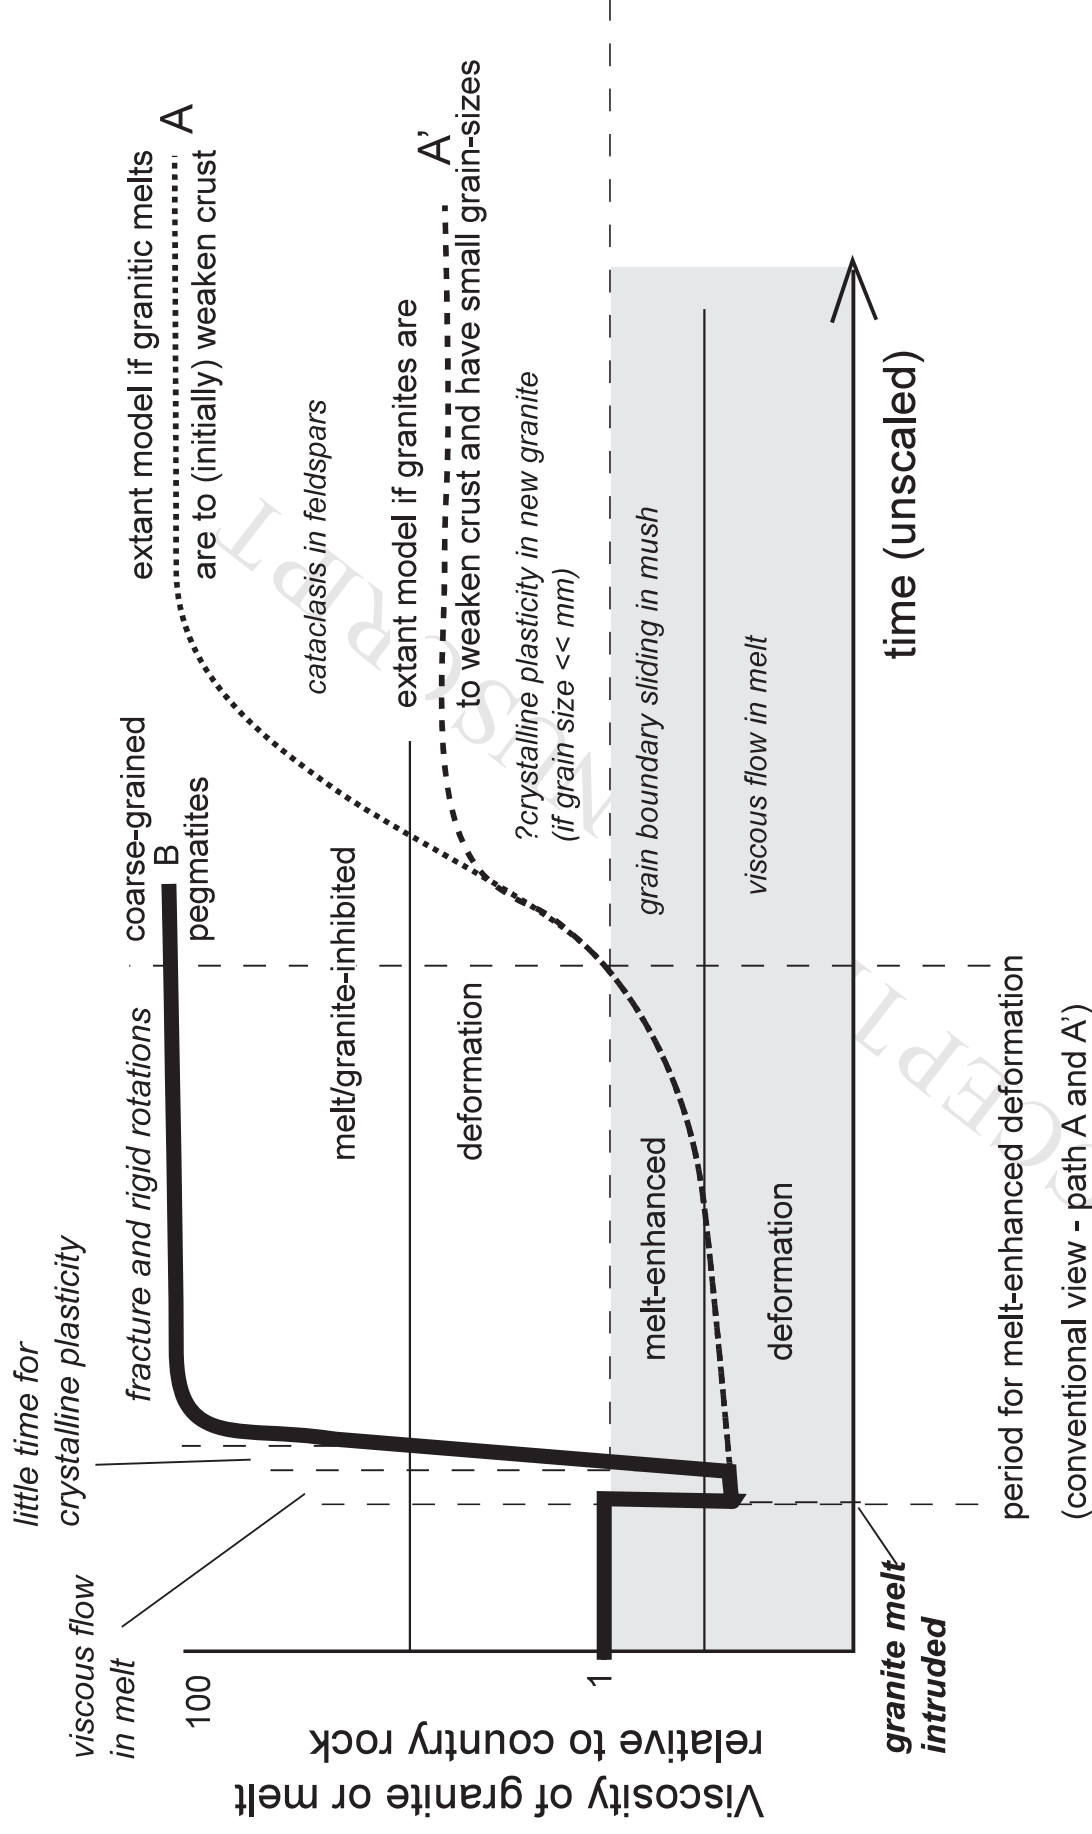 little time for
crystalline plasticity
viscous flow
in melt
fracture and rigid rotations
coarse-grained
B
pegmatites
extant model if granitic melts
A
are to (initially) weaken crust
100
cataclasis in feldspars
melt/granite-inhibited
deformation
extant model if granites are
A'
to weaken crust and have small grain-sizes
?crystalline plasticity in new granite
(if grain size << mm)
1
grain boundary sliding in mush
melt-enhanced
deformation
viscous flow in melt
Viscosity of granite or melt
relative to country rock
granite melt
intruded
time (unscaled)
period for melt-enhanced deformation
(conventional view - path A and A')
NUSCRIPT
CEPT